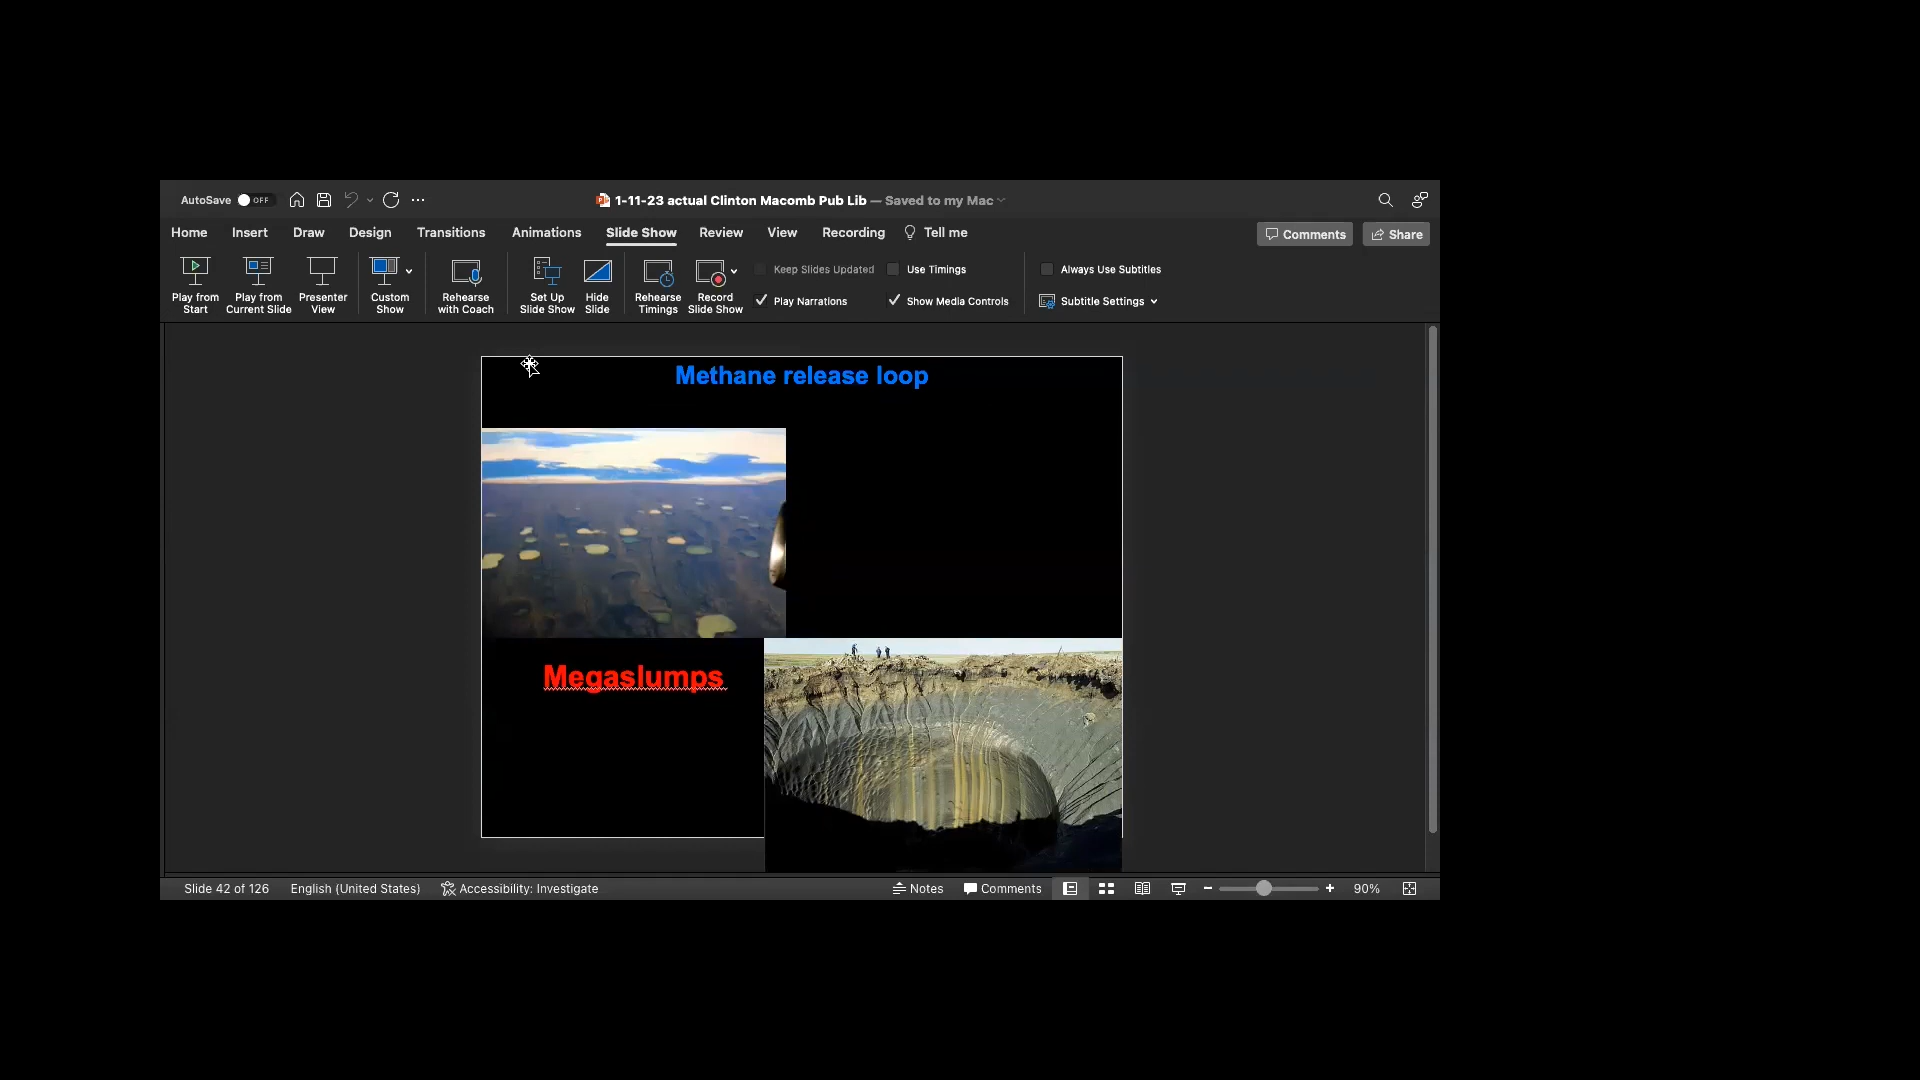 AutoSave OFF
1-11-23 actual Clinton Macomb Pub Lib — Saved to my Mac
Home Insert Draw Design Transitions Animations Slide Show Review View Recording Tell me
Comments Share
Play from Start
Play from Current Slide
Presenter View
Custom Show
Rehearse with Coach
Set Up Slide Show
Hide Slide
Rehearse Timings
Record Slide Show
Keep Slides Updated
Use Timings
Play Narrations
Show Media Controls
Always Use Subtitles
Subtitle Settings
Methane release loop
Megaslumps
Slide 42 of 126 English (United States) Accessibility: Investigate Notes Comments 90%